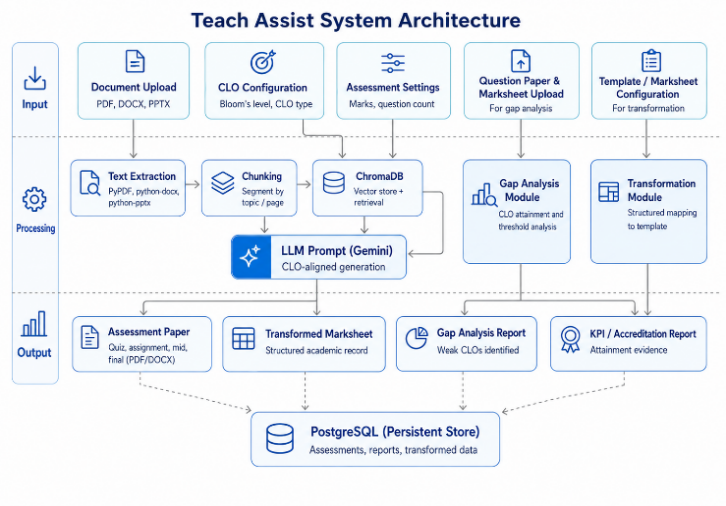 Teach Assist System Architecture
Input
Document Upload
PDF, DOCX, PPTX
CLO Configuration
Bloom's level, CLO type
Assessment Settings
Marks, question count
Question Paper &
Marksheet Upload
For gap analysis
Template / Marksheet
Configuration
For transformation
Processing
Text Extraction
PyPDF, python-docx,
python-pptx
Chunking
Segment by
topic / page
ChromaDB
Vector store +
retrieval
Gap Analysis
Module
CLO attainment and
threshold analysis
Transformation
Module
Structured mapping
to template
LLM Prompt (Gemini)
CLO-aligned generation
Output
Assessment Paper
Quiz, assignment, mid,
final (PDF/DOCX)
Transformed Marksheet
Structured academic record
Gap Analysis Report
Weak CLOs identified
KPI / Accreditation Report
Attainment evidence
PostgreSQL (Persistent Store)
Assessments, reports, transformed data